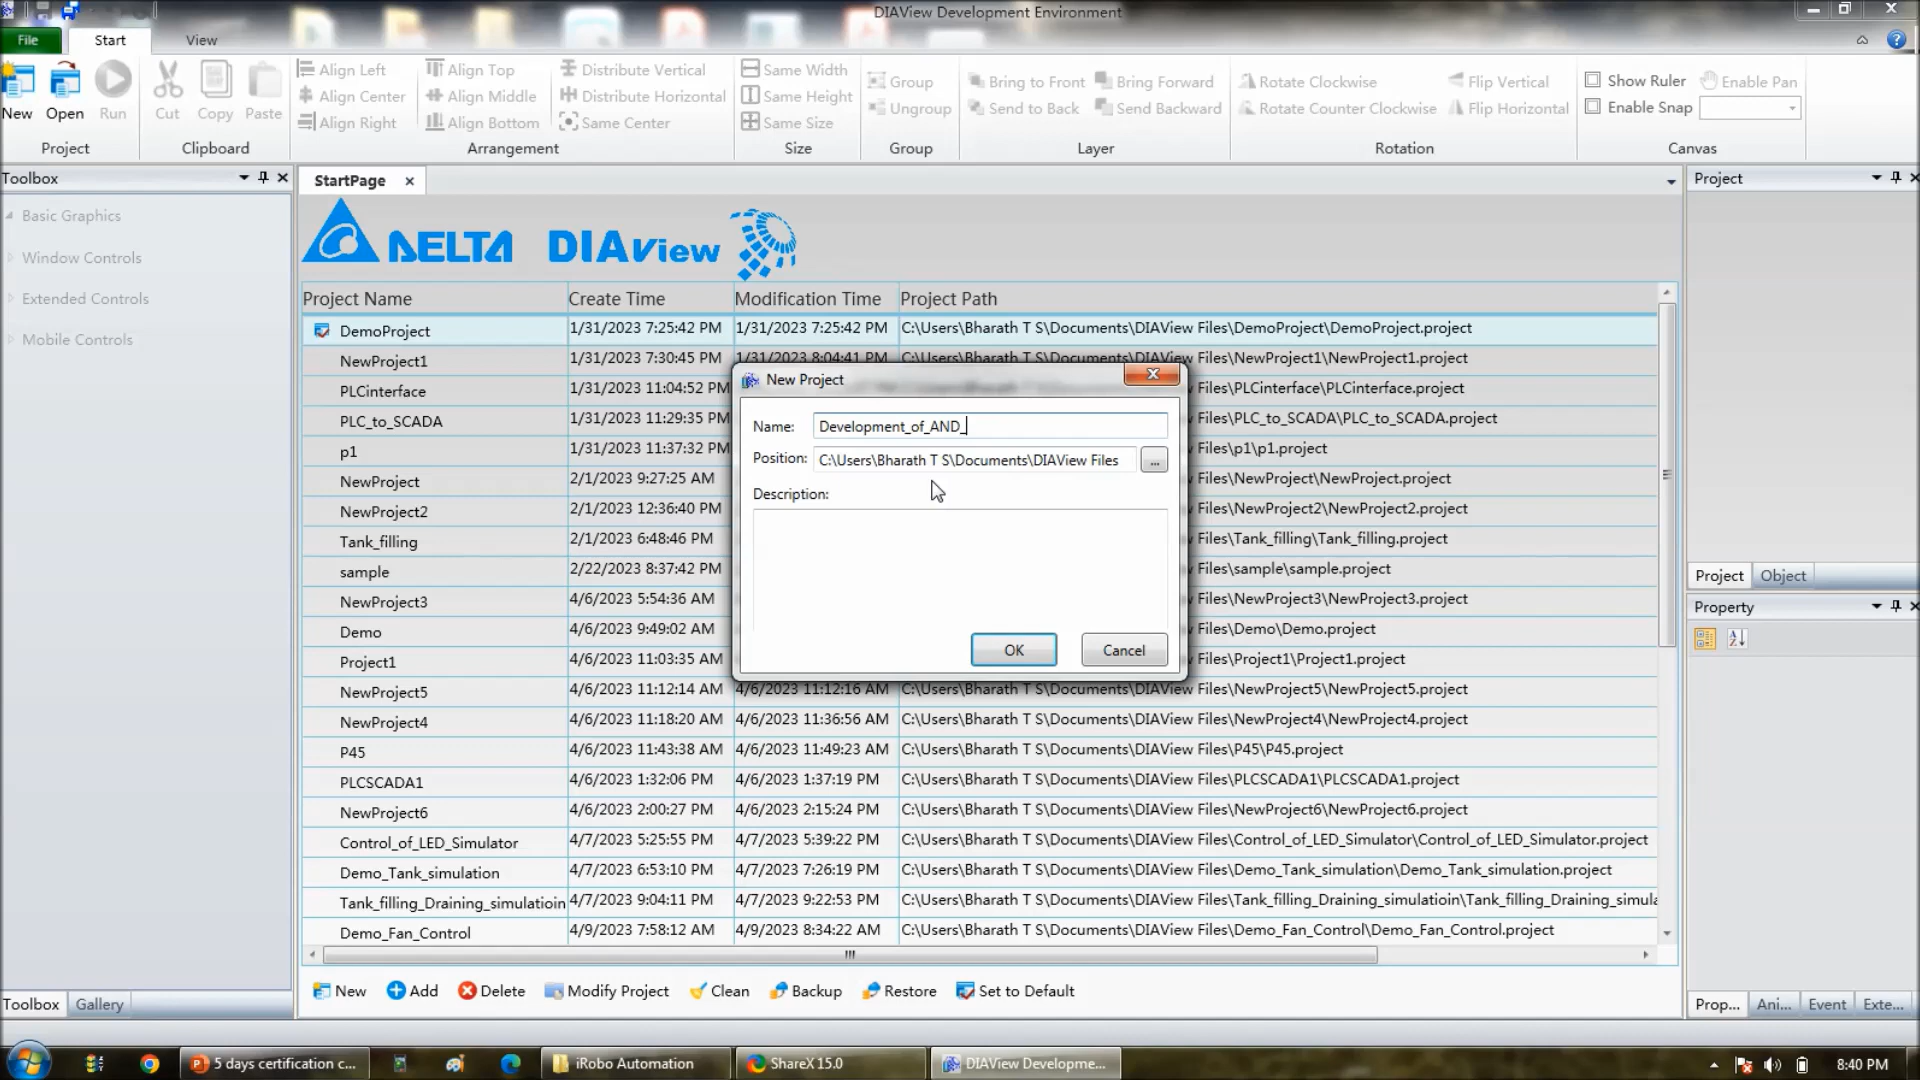 DIAView Development Environment
File Start View
New Open Run Cut Copy Paste
Align Left Align Top Distribute Vertical Same Width Group Bring to Front Bring Forward Rotate Clockwise Flip Vertical Show Ruler Enable Pan
Align Center Align Middle Distribute Horizontal Same Height Ungroup Send to Back Send Backward Rotate Counter Clockwise Flip Horizontal Enable Snap
Align Right Align Bottom Same Center Same Size
Project Clipboard Arrangement Size Group Layer Rotation Canvas
Toolbox
Basic Graphics
Window Controls
Extended Controls
Mobile Controls
StartPage
DELTA DIAView
Project Name Create Time Modification Time Project Path
DemoProject 1/31/2023 7:25:42 PM 1/31/2023 7:25:42 PM C:\Users\Bharath T S\Documents\DIAView Files\DemoProject\DemoProject.project
NewProject1 1/31/2023 7:30:45 PM 1/31/2023 8:04:41 PM C:\Users\Bharath T S\Documents\DIAView Files\NewProject1\NewProject1.project
PLCinterface 1/31/2023 11:04:52 PM Files\PLCinterface\PLCinterface.project
PLC_to_SCADA 1/31/2023 11:29:35 PM Files\PLC_to_SCADA\PLC_to_SCADA.project
p1 1/31/2023 11:37:32 PM Files\p1\p1.project
NewProject 2/1/2023 9:27:25 AM Files\NewProject\NewProject.project
NewProject2 2/1/2023 12:36:40 PM Files\NewProject2\NewProject2.project
Tank_filling 2/1/2023 6:48:46 PM Files\Tank_filling\Tank_filling.project
sample 2/22/2023 8:37:42 PM Files\sample\sample.project
NewProject3 4/6/2023 5:54:36 AM Files\NewProject3\NewProject3.project
Demo 4/6/2023 9:49:02 AM Files\Demo\Demo.project
Project1 4/6/2023 11:03:35 AM Files\Project1\Project1.project
NewProject5 4/6/2023 11:12:14 AM 4/6/2023 11:12:16 AM C:\Users\Bharath T S\Documents\DIAView Files\NewProject5\NewProject5.project
NewProject4 4/6/2023 11:18:20 AM 4/6/2023 11:36:56 AM C:\Users\Bharath T S\Documents\DIAView Files\NewProject4\NewProject4.project
P45 4/6/2023 11:43:38 AM 4/6/2023 11:49:23 AM C:\Users\Bharath T S\Documents\DIAView Files\P45\P45.project
PLCSCADA1 4/6/2023 1:32:06 PM 4/6/2023 1:37:19 PM C:\Users\Bharath T S\Documents\DIAView Files\PLCSCADA1\PLCSCADA1.project
NewProject6 4/6/2023 2:00:27 PM 4/6/2023 2:15:24 PM C:\Users\Bharath T S\Documents\DIAView Files\NewProject6\NewProject6.project
Control_of_LED_Simulator 4/7/2023 5:25:55 PM 4/7/2023 5:39:22 PM C:\Users\Bharath T S\Documents\DIAView Files\Control_of_LED_Simulator\Control_of_LED_Simulator.project
Demo_Tank_simulation 4/7/2023 6:53:10 PM 4/7/2023 7:26:19 PM C:\Users\Bharath T S\Documents\DIAView Files\Demo_Tank_simulation\Demo_Tank_simulation.project
Tank_filling_Draining_simulatioin 4/7/2023 9:04:11 PM 4/7/2023 9:22:53 PM C:\Users\Bharath T S\Documents\DIAView Files\Tank_filling_Draining_simulatioin\Tank_filling_Draining_simula
Demo_Fan_Control 4/9/2023 7:58:12 AM 4/9/2023 8:34:22 AM C:\Users\Bharath T S\Documents\DIAView Files\Demo_Fan_Control\Demo_Fan_Control.project
New Project
Name: Development_of_AND_
Position: C:\Users\Bharath T S\Documents\DIAView Files ...
Description:
OK Cancel
New Add Delete Modify Project Clean Backup Restore Set to Default
Toolbox Gallery
Project
Project Object
Property
Prop... Ani... Event Exte...
5 days certification c... iRobo Automation ShareX 15.0 DIAView Developme... 8:40 PM